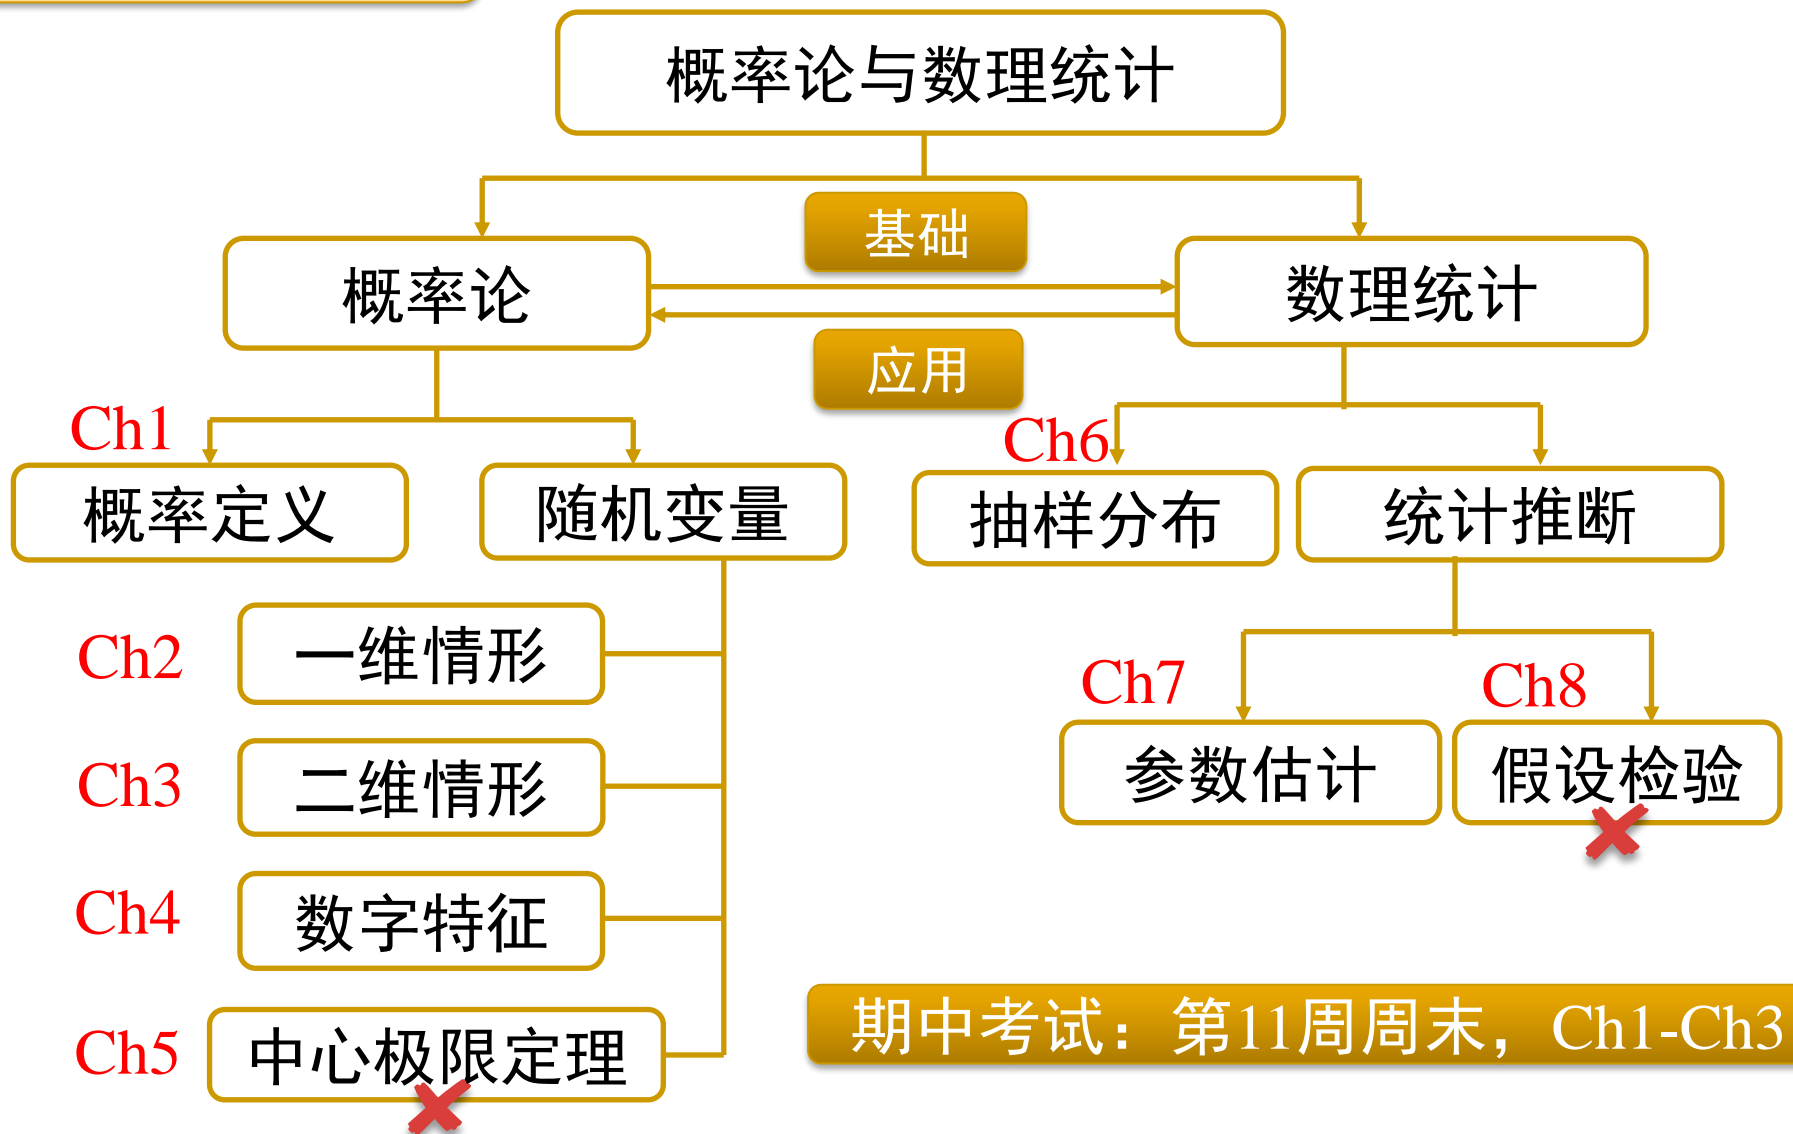 概率论与数理统计
基础
概率论
数理统计
应用
Ch1
Ch6
概率定义
随机变量
抽样分布
统计推断
Ch2
一维情形
Ch7
Ch8
Ch3
二维情形
参数估计
假设检验
Ch4
数字特征
Ch5
中心极限定理
期中考试：第11周周末，Ch1-Ch3